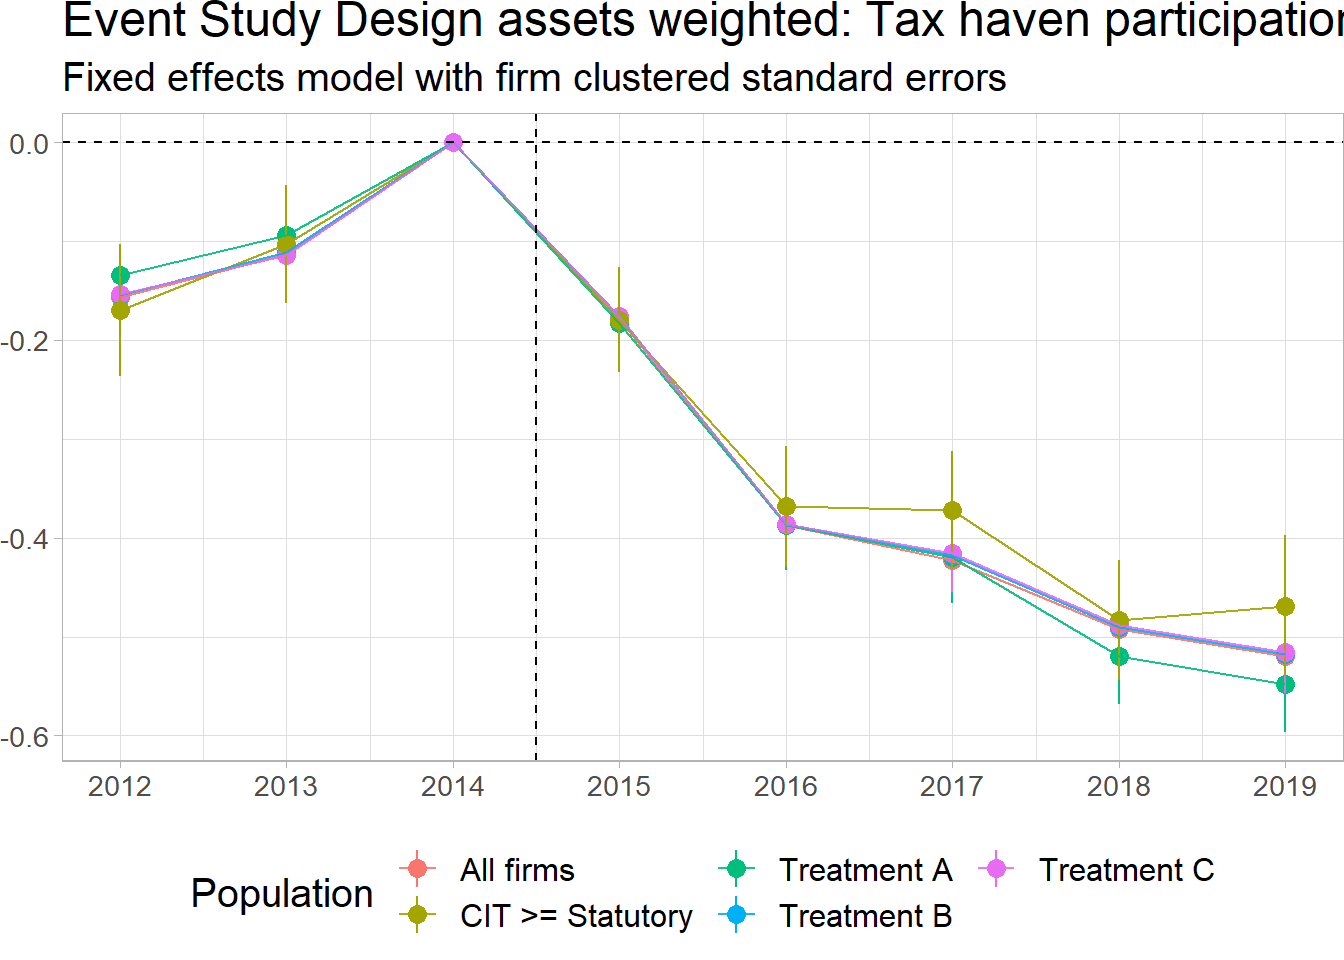 Event Study Design assets weighted: Tax haven participation
Fixed effects model with firm clustered standard errors
0.0
-0.2
-0.4
-0.6
2012 2013 2014 2015 2016 2017 2018 2019
Population
All firms Treatment A Treatment C
CIT >= Statutory Treatment B